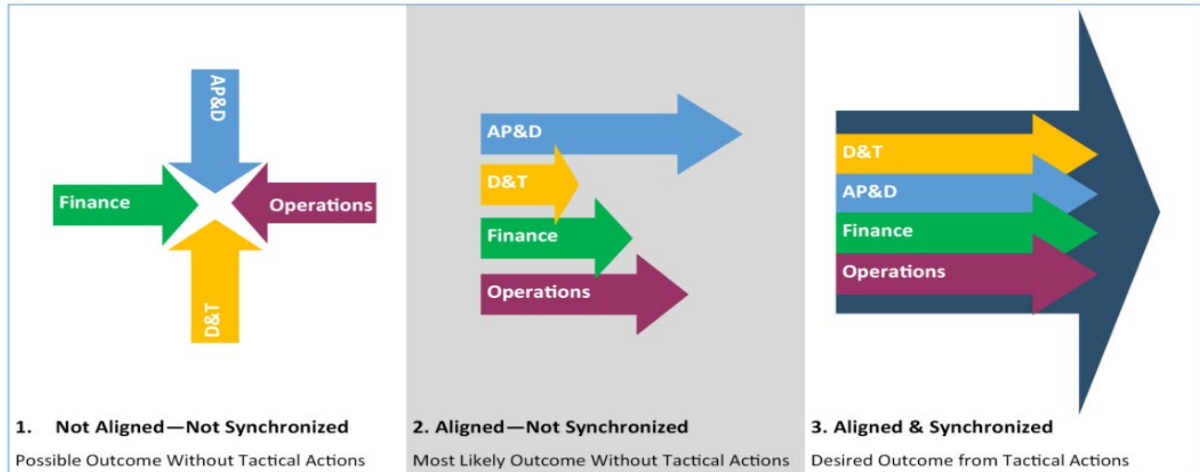 AP&D
Finance
Operations
D&T
1. Not Aligned—Not Synchronized
Possible Outcome Without Tactical Actions
AP&D
D&T
Finance
Operations
2. Aligned—Not Synchronized
Most Likely Outcome Without Tactical Actions
D&T
AP&D
Finance
Operations
3. Aligned & Synchronized
Desired Outcome from Tactical Actions